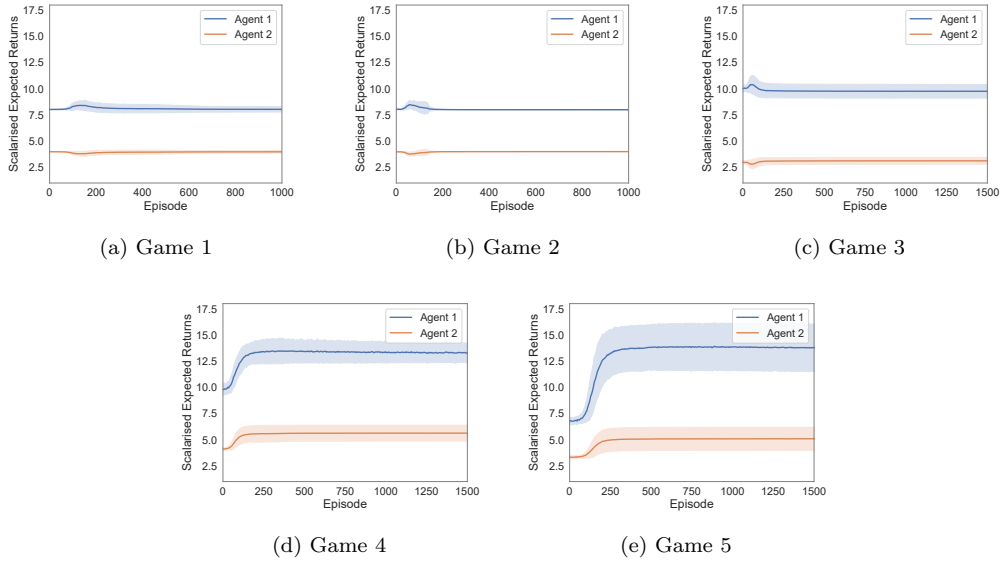 Scalarised Expected Returns
17.5
15.0
12.5
10.0
7.5
5.0
2.5
0 200 400 600 800 1000
Episode
Agent 1
Agent 2
(a) Game 1
Scalarised Expected Returns
17.5
15.0
12.5
10.0
7.5
5.0
2.5
0 200 400 600 800 1000
Episode
Agent 1
Agent 2
(b) Game 2
Scalarised Expected Returns
17.5
15.0
12.5
10.0
7.5
5.0
2.5
0 250 500 750 1000 1250 1500
Episode
Agent 1
Agent 2
(c) Game 3
Scalarised Expected Returns
17.5
15.0
12.5
10.0
7.5
5.0
2.5
0 250 500 750 1000 1250 1500
Episode
Agent 1
Agent 2
(d) Game 4
Scalarised Expected Returns
17.5
15.0
12.5
10.0
7.5
5.0
2.5
0 250 500 750 1000 1250 1500
Episode
Agent 1
Agent 2
(e) Game 5